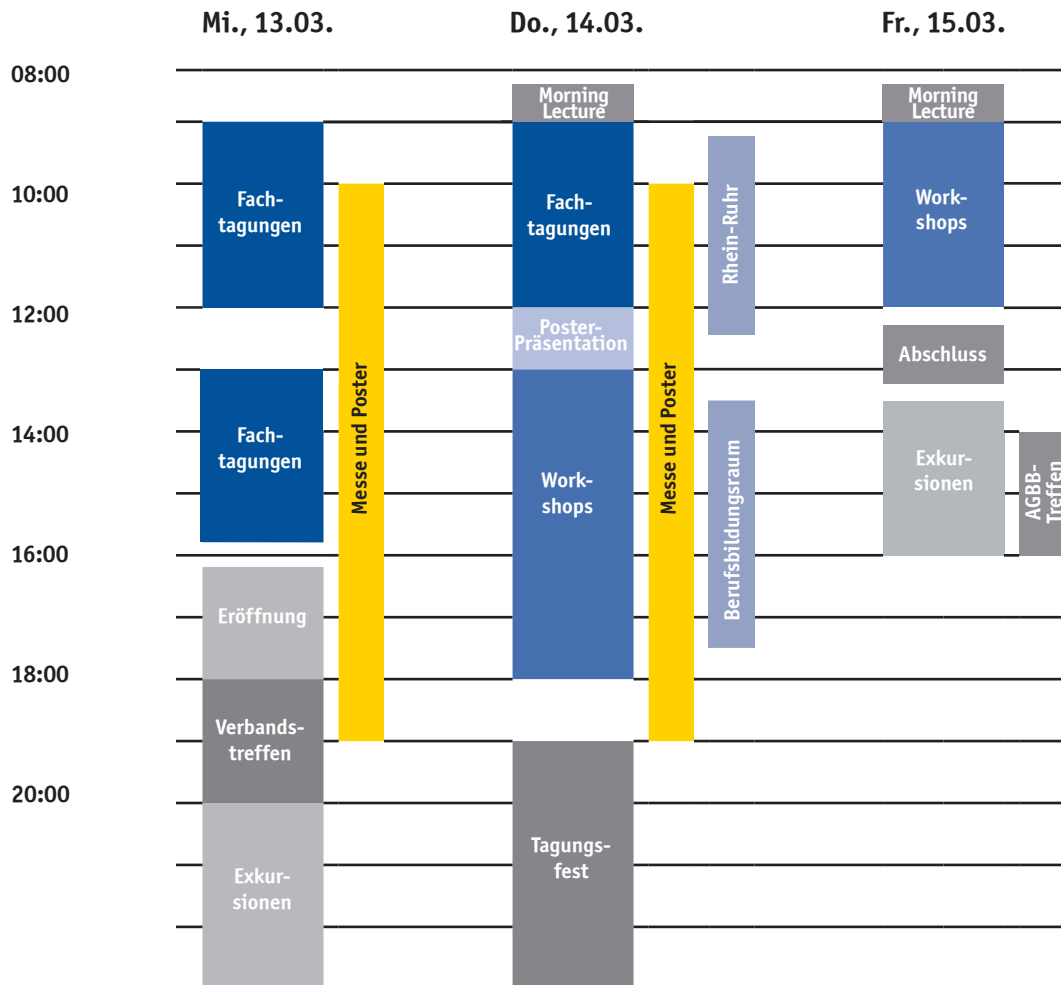 Mi., 13.03.
Do., 14.03.
Fr., 15.03.
08:00
10:00
12:00
14:00
16:00
18:00
20:00
Fach-
tagungen
Fach-
tagungen
Eröffnung
Verbands-
treffen
Exkur-
sionen
Messe und Poster
Morning
Lecture
Fach-
tagungen
Poster-
Präsentation
Work-
shops
Tagungs-
fest
Messe und Poster
Rhein-Ruhr
Berufsbildungsraum
Morning
Lecture
Work-
shops
Abschluss
Exkur-
sionen
AGBB-
Treffen